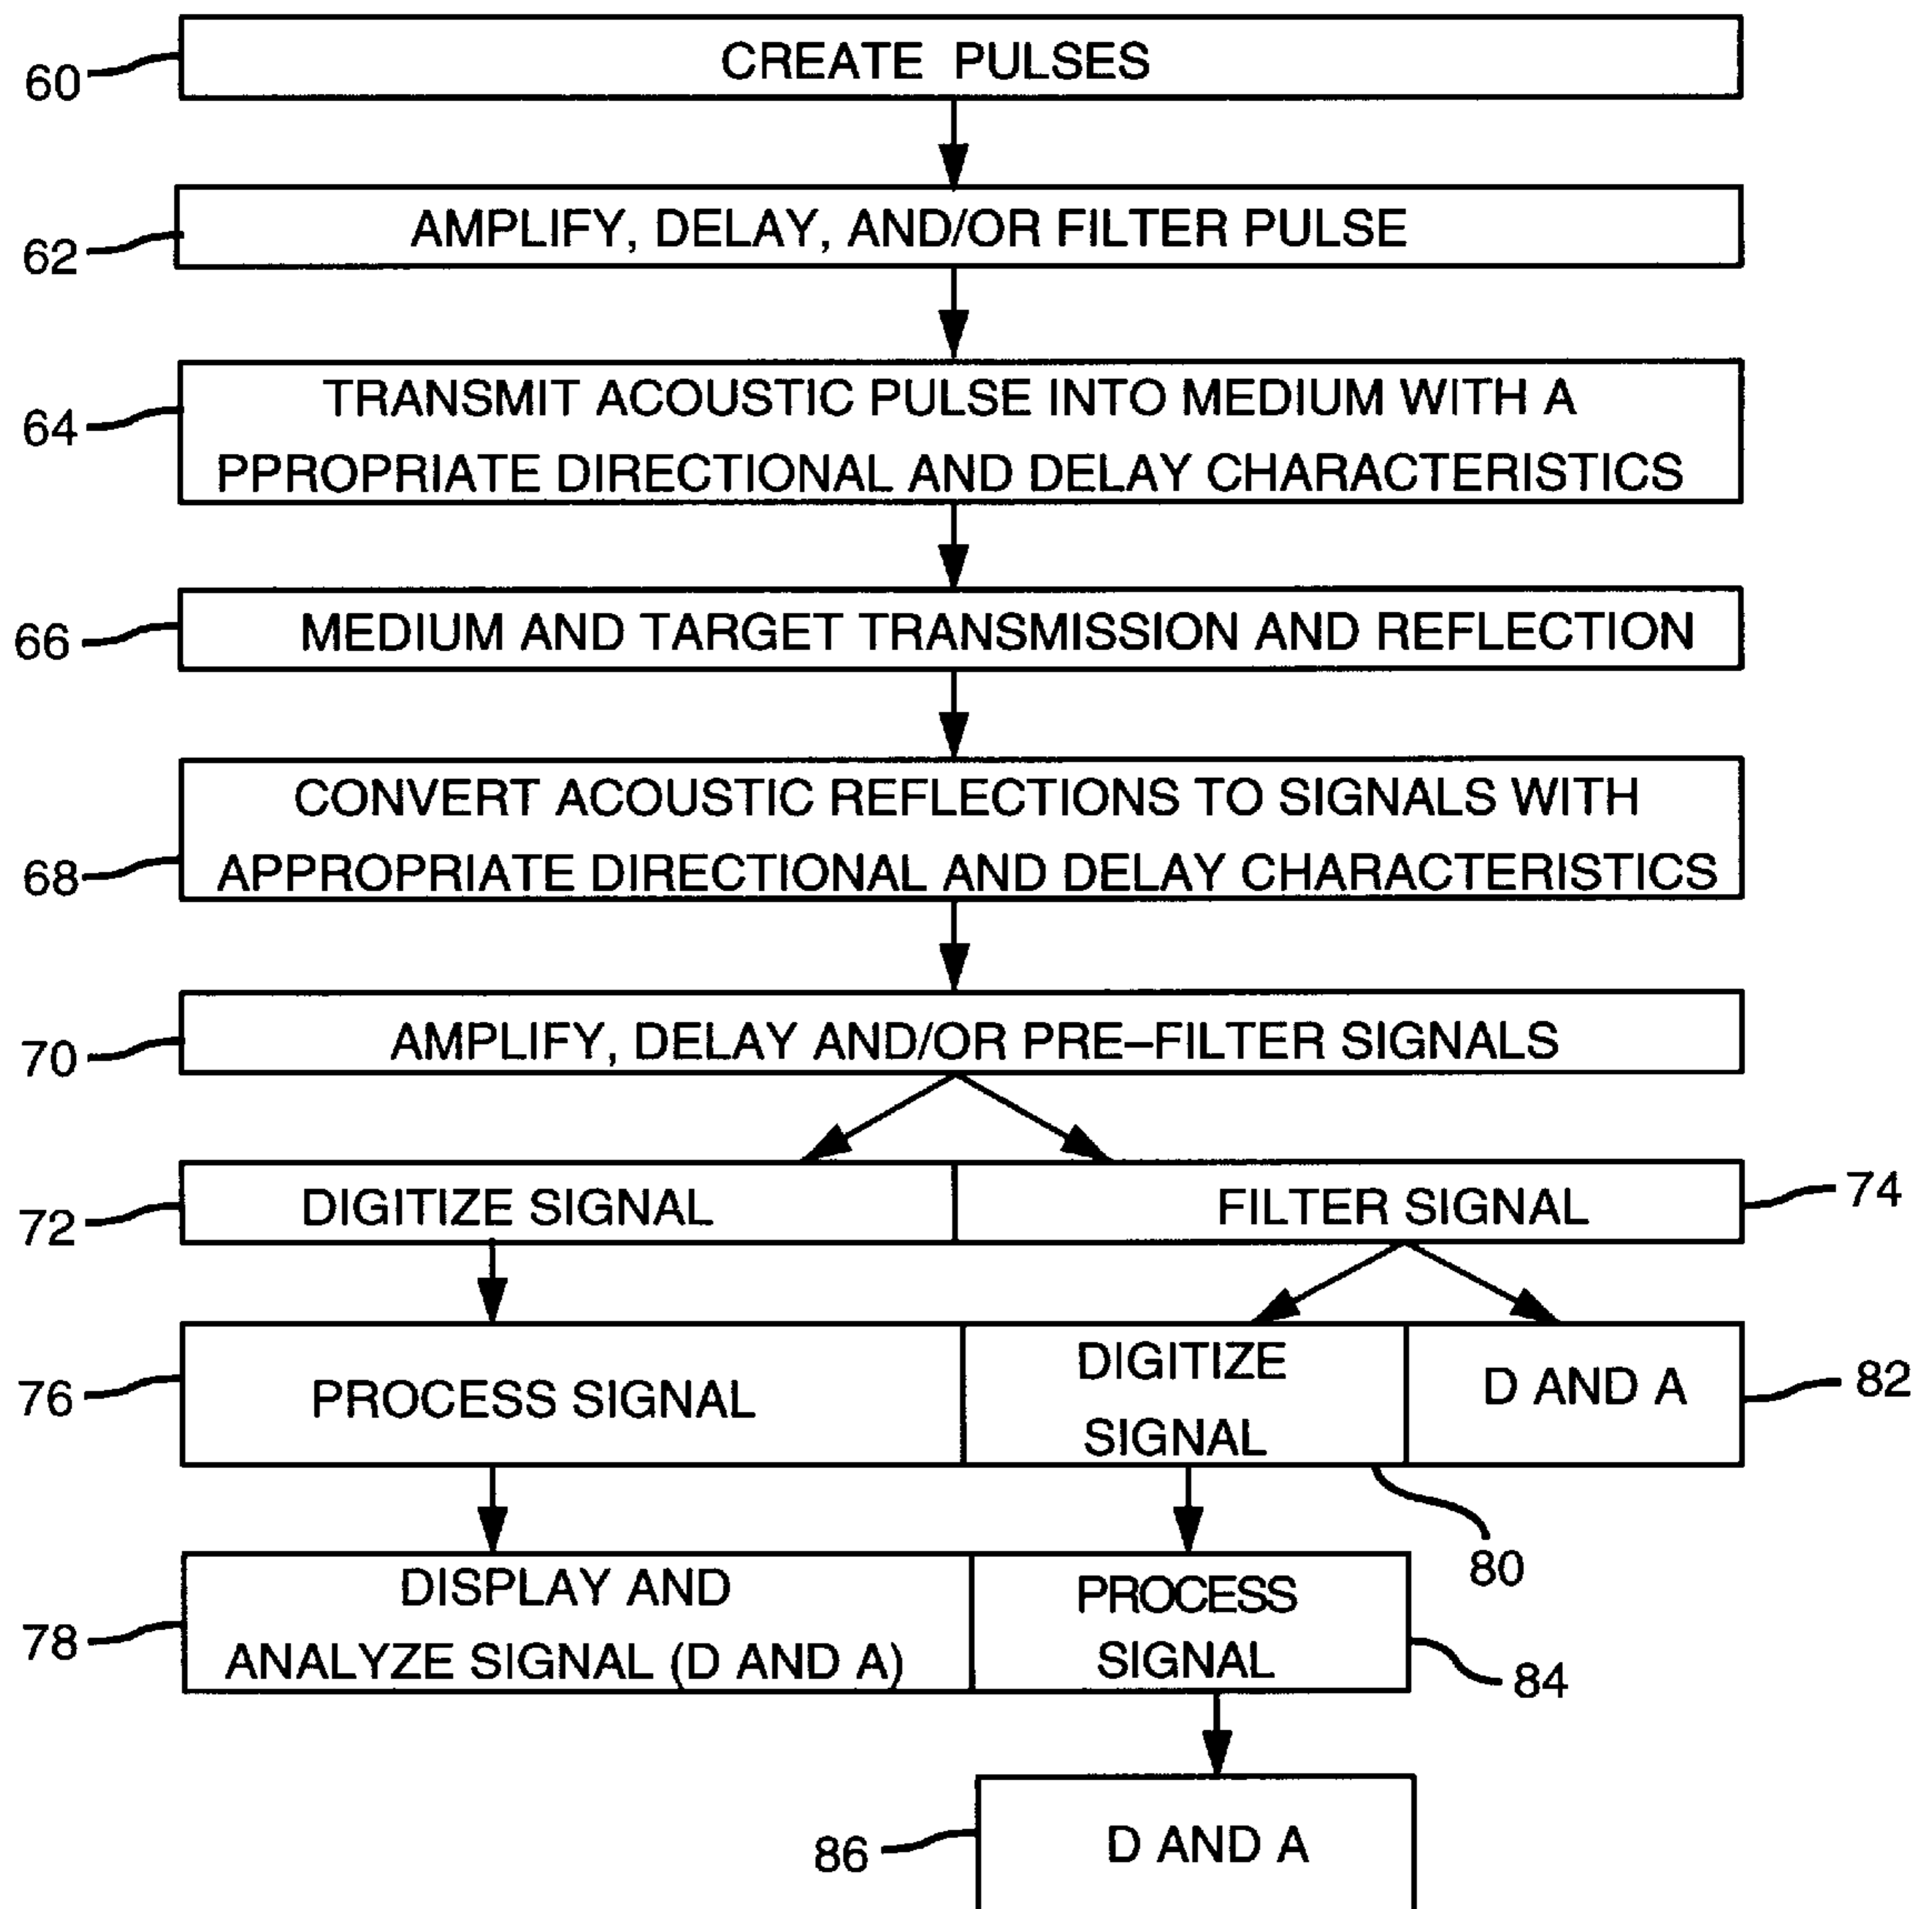 CREATE PULSES
60
AMPLIFY, DELAY, AND/OR FILTER PULSE
62
TRANSMIT ACOUSTIC PULSE INTO MEDIUM WITH A
PPROPRIATE DIRECTIONAL AND DELAY CHARACTERISTICS
64
MEDIUM AND TARGET TRANSMISSION AND REFLECTION
66
CONVERT ACOUSTIC REFLECTIONS TO SIGNALS WITH
APPROPRIATE DIRECTIONAL AND DELAY CHARACTERISTICS
68
AMPLIFY, DELAY AND/OR PRE–FILTER SIGNALS
70
DIGITIZE SIGNAL
72
FILTER SIGNAL
74
PROCESS SIGNAL
76
DIGITIZE
SIGNAL
80
D AND A
82
DISPLAY AND
ANALYZE SIGNAL (D AND A)
78
PROCESS
SIGNAL
84
D AND A
86